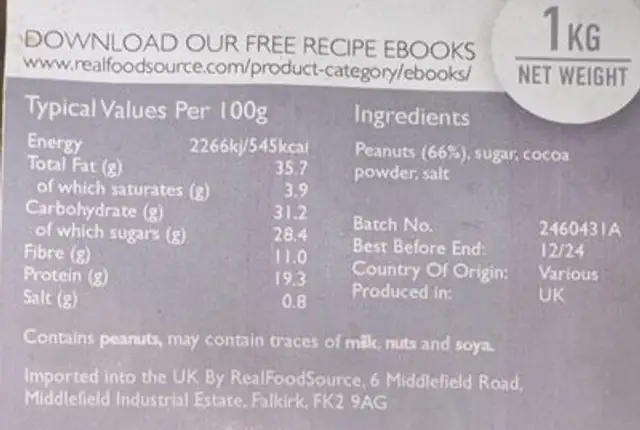 DOWNLOAD OUR FREE RECIPE EBOOKS
www.realfoodsource.com/product-category/ebooks/
1 KG
NET WEIGHT
Typical Values Per 100g
Energy 2266kj/545kcal
Total Fat (g) 35.7
of which saturates (g) 3.9
Carbohydrate (g) 31.2
of which sugars (g) 28.4
Fibre (g) 11.0
Protein (g) 19.3
Salt (g) 0.8
Ingredients
Peanuts (66%), sugar, cocoa
powder, salt
Batch No. 2460431A
Best Before End: 12/24
Country Of Origin: Various
Produced in: UK
Contains peanuts, may contain traces of milk, nuts and soya.
Imported into the UK By RealFoodSource, 6 Middlefield Road,
Middlefield Industrial Estate, Falkirk, FK2 9AG